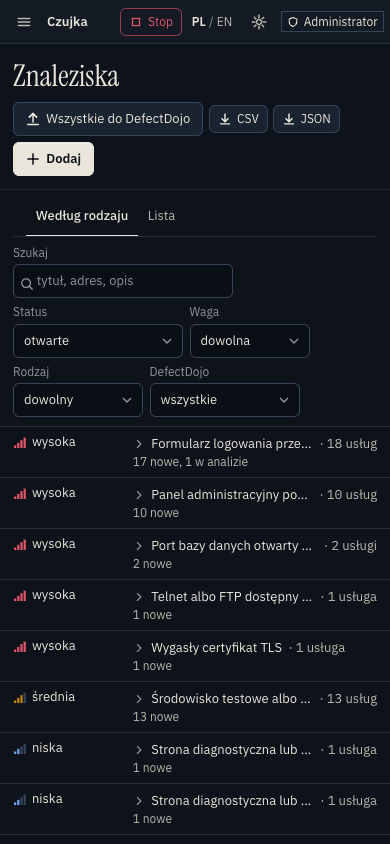 Czujka Stop PL / EN Administrator
Znaleziska
Wszystkie do DefectDojo CSV JSON
Dodaj
Według rodzaju Lista
Szukaj
tytuł, adres, opis
Status Waga
otwarte dowolna
Rodzaj DefectDojo
dowolny wszystkie
wysoka Formularz logowania prze... · 18 usług
17 nowe, 1 w analizie
wysoka Panel administracyjny po... · 10 usług
10 nowe
wysoka Port bazy danych otwarty ... · 2 usługi
2 nowe
wysoka Telnet albo FTP dostępny ... · 1 usługa
1 nowe
wysoka Wygasły certyfikat TLS · 1 usługa
1 nowe
średnia Środowisko testowe albo ... · 13 usług
13 nowe
niska Strona diagnostyczna lub ... · 1 usługa
1 nowe
niska Strona diagnostyczna lub ... · 1 usługa
1 nowe